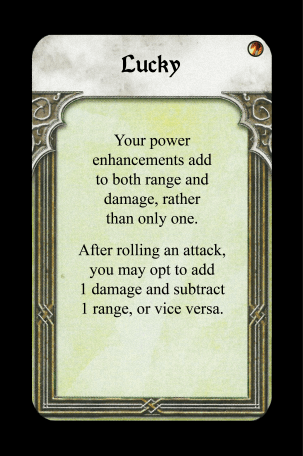 Lucky
Your power
enhancements add
to both range and
damage, rather
than only one.
After rolling an attack,
you may opt to add
1 damage and subtract
1 range, or vice versa.